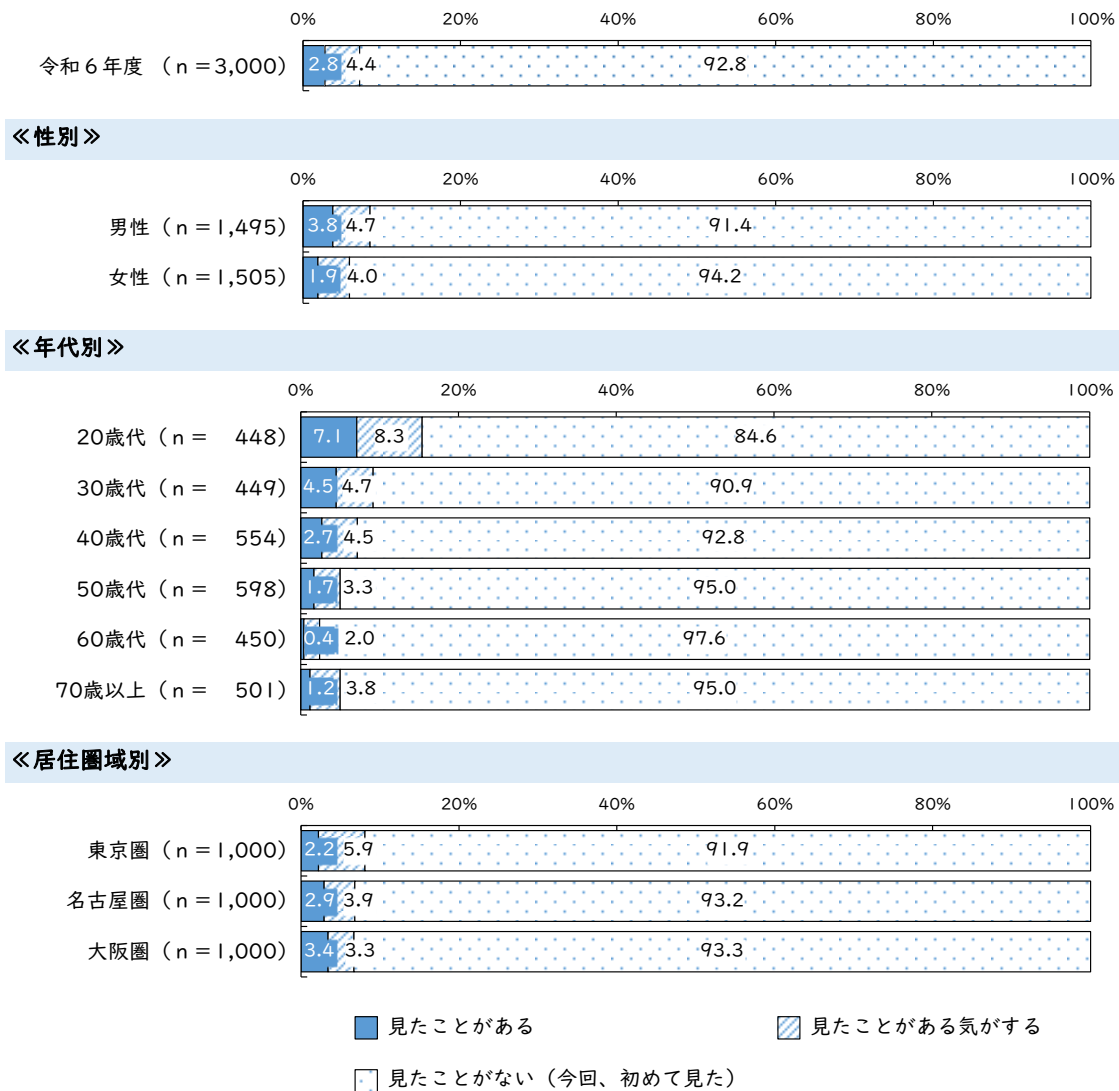 0% 20% 40% 60% 80% 100%
令和6年度 (n=3,000) 2.8 4.4 92.8
≪性別≫
0% 20% 40% 60% 80% 100%
男性 (n=1,495) 3.8 4.7 91.4
女性 (n=1,505) 1.9 4.0 94.2
≪年代別≫
0% 20% 40% 60% 80% 100%
20歳代 (n= 448) 7.1 8.3 84.6
30歳代 (n= 449) 4.5 4.7 90.9
40歳代 (n= 554) 2.7 4.5 92.8
50歳代 (n= 598) 1.7 3.3 95.0
60歳代 (n= 450) 0.4 2.0 97.6
70歳以上 (n= 501) 1.2 3.8 95.0
≪居住圏域別≫
0% 20% 40% 60% 80% 100%
東京圏 (n=1,000) 2.2 5.9 91.9
名古屋圏 (n=1,000) 2.9 3.9 93.2
大阪圏 (n=1,000) 3.4 3.3 93.3
見たことがある 見たことがある気がする
見たことがない(今回、初めて見た)